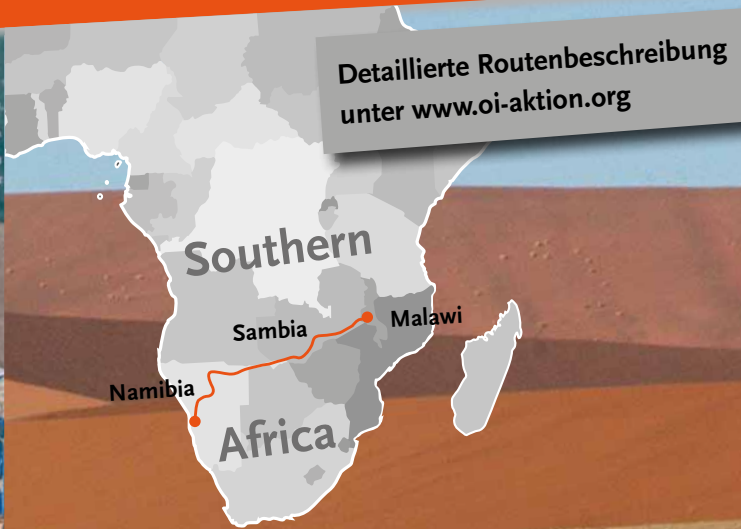 Detaillierte Routenbeschreibung
unter www.oi-aktion.org
Southern
Sambia
Malawi
Namibia
Africa